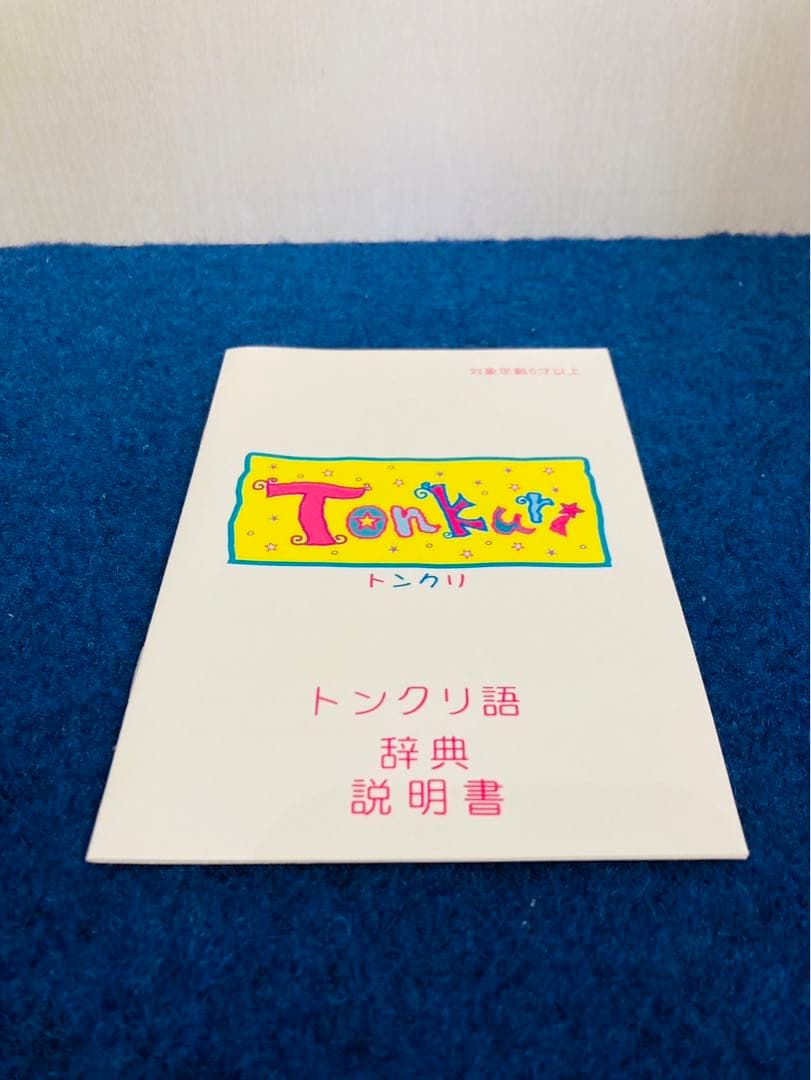 対象年齢6才以上
Tonkuri
トンクリ
トンクリ語
辞典
説明書